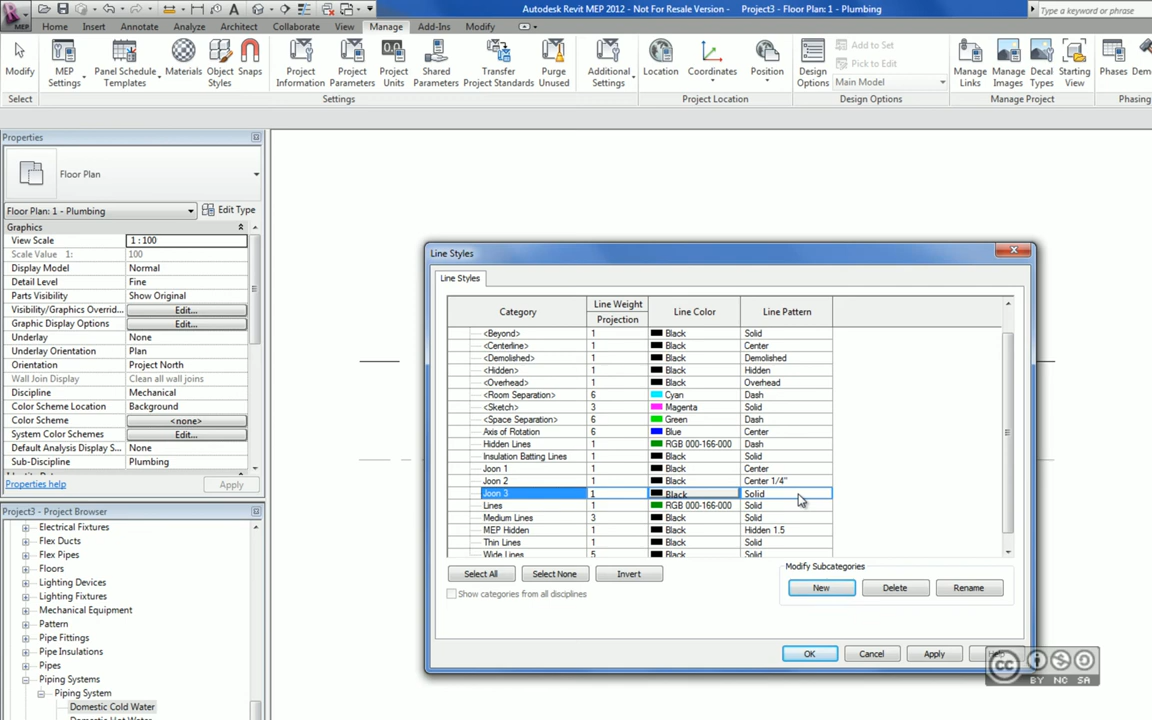 Autodesk Revit MEP 2012 - Not For Resale Version - Project3 - Floor Plan: 1 - Plumbing
Type a keyword or phrase
MEP
Home Insert Annotate Analyze Architect Collaborate View Manage Add-Ins Modify
Modify
MEP Settings
Panel Schedule Templates
Materials
Object Styles
Snaps
Project Information
Project Parameters
Project Units
Shared Parameters
Transfer Project Standards
Purge Unused
Additional Settings
Location
Coordinates
Position
Design Options
Add to Set
Pick to Edit
Main Model
Manage Links
Manage Images
Decal Types
Starting View
Phases
Select
Settings
Project Location
Design Options
Manage Project
Phasing
Properties
Floor Plan
Floor Plan: 1 - Plumbing Edit Type
Graphics
View Scale 1 : 100
Scale Value 1: 100
Display Model Normal
Detail Level Fine
Parts Visibility Show Original
Visibility/Graphics Overrid... Edit...
Graphic Display Options Edit...
Underlay None
Underlay Orientation Plan
Orientation Project North
Wall Join Display Clean all wall joins
Discipline Mechanical
Color Scheme Location Background
Color Scheme <none>
System Color Schemes Edit...
Default Analysis Display S... None
Sub-Discipline Plumbing
Properties help Apply
Project3 - Project Browser
Electrical Fixtures
Flex Ducts
Flex Pipes
Floors
Lighting Devices
Lighting Fixtures
Mechanical Equipment
Pattern
Pipe Fittings
Pipe Insulations
Pipes
Piping Systems
Piping System
Domestic Cold Water
Domestic Hot Water
Line Styles
Line Styles
Category Line Weight Projection Line Color Line Pattern
<Beyond> 1 Black Solid
<Centerline> 1 Black Center
<Demolished> 1 Black Demolished
<Hidden> 1 Black Hidden
<Overhead> 1 Black Overhead
<Room Separation> 6 Cyan Dash
<Sketch> 3 Magenta Solid
<Space Separation> 6 Green Dash
Axis of Rotation 6 Blue Center
Hidden Lines 1 RGB 000-166-000 Dash
Insulation Batting Lines 1 Black Solid
Joon 1 1 Black Center
Joon 2 1 Black Center 1/4"
Joon 3 1 Black Solid
Lines 1 RGB 000-166-000 Solid
Medium Lines 3 Black Solid
MEP Hidden 1 Black Hidden 1.5
Thin Lines 1 Black Solid
Wide Lines 5 Black Solid
Select All Select None Invert
Show categories from all disciplines
Modify Subcategories
New Delete Rename
OK Cancel Apply Help
cc
BY NC SA